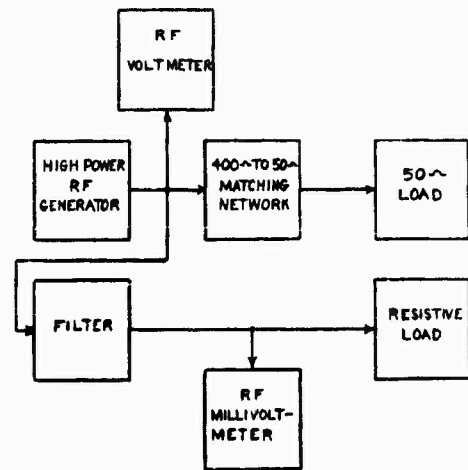 RF
VOLTMETER
HIGH POWER
RF
GENERATOR
400~TO 50~
MATCHING
NETWORK
50~
LOAD
FILTER
RESISTIVE
LOAD
RF
MILLIVOLT-
METER